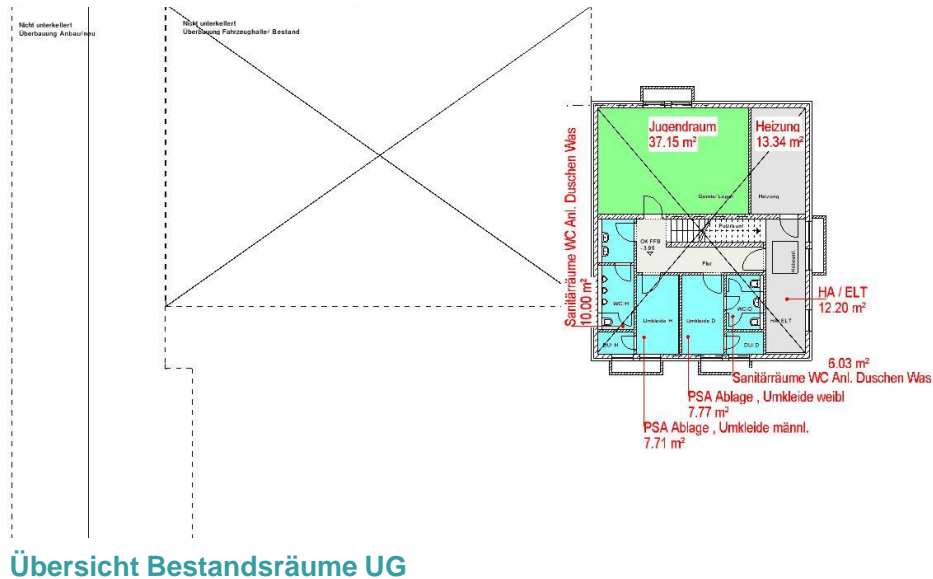 Nicht unterkellert
Überbauung Anbau/neu
Nicht unterkellert
Überbauung Fahrzeughalle/ Bestand
Jugendraum
37.15 m²
Heizung
13.34 m²
Geräte/ Lager
Heizung
Sanitärräume WC Anl. Duschen Was
10.00 m²
OK FFB
- 3.95
Putzraum
Flur
WC/H
Umkleide H
Umkleide D
WC/D
HA ELT
DU/ H
DU/ D
HA / ELT
12.20 m²
6.03 m²
Sanitärräume WC Anl. Duschen Was
PSA Ablage , Umkleide weibl
7.77 m²
PSA Ablage , Umkleide männl.
7.71 m²
Übersicht Bestandsräume UG